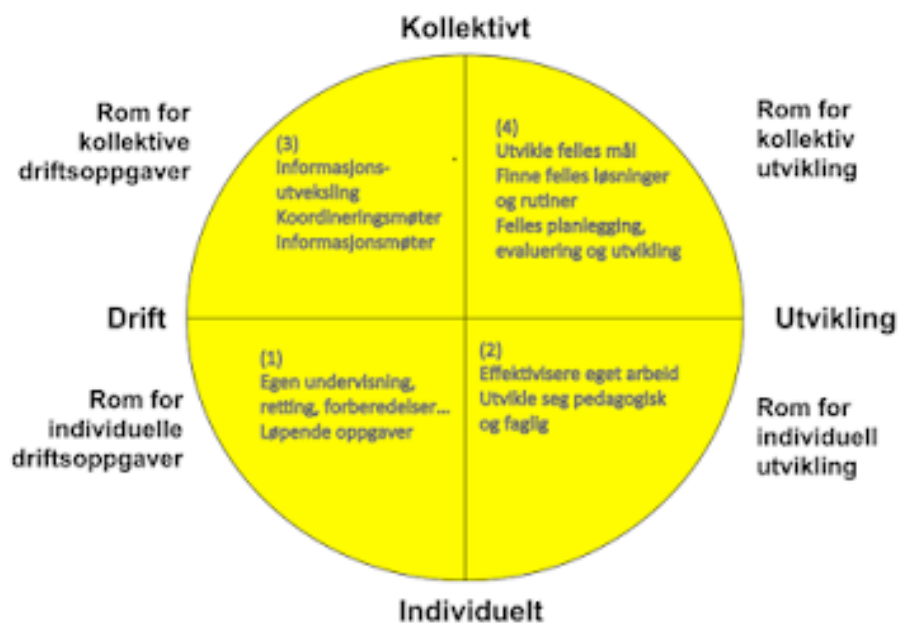 Kollektivt
Rom for
kollektive
driftsoppgaver
(3)
Informasjons-
utveksling
Koordineringsmøter
Informasjonsmøter
(4)
Utvikle felles mål
Finne felles løsninger
og rutiner
Felles planlegging,
evaluering og utvikling
Rom for
kollektiv
utvikling
Drift
Utvikling
Rom for
individuelle
driftsoppgaver
(1)
Egen undervisning,
retting, forberedelser...
Løpende oppgaver
(2)
Effektivisere eget arbeid
Utvikle seg pedagogisk
og faglig
Rom for
individuell
utvikling
Individuelt